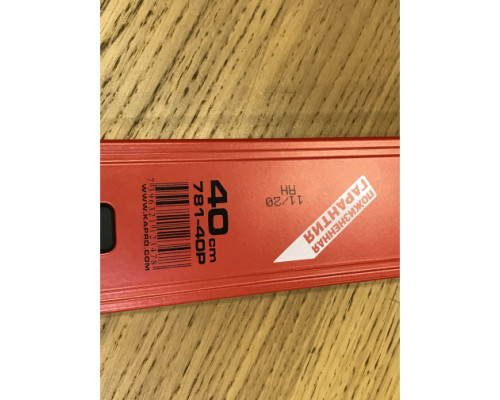 40 cm
781-40P
WWW.KAPRO.COM
11/20
AH
ПОЖИЗНЕННАЯ
ГАРАНТИЯ